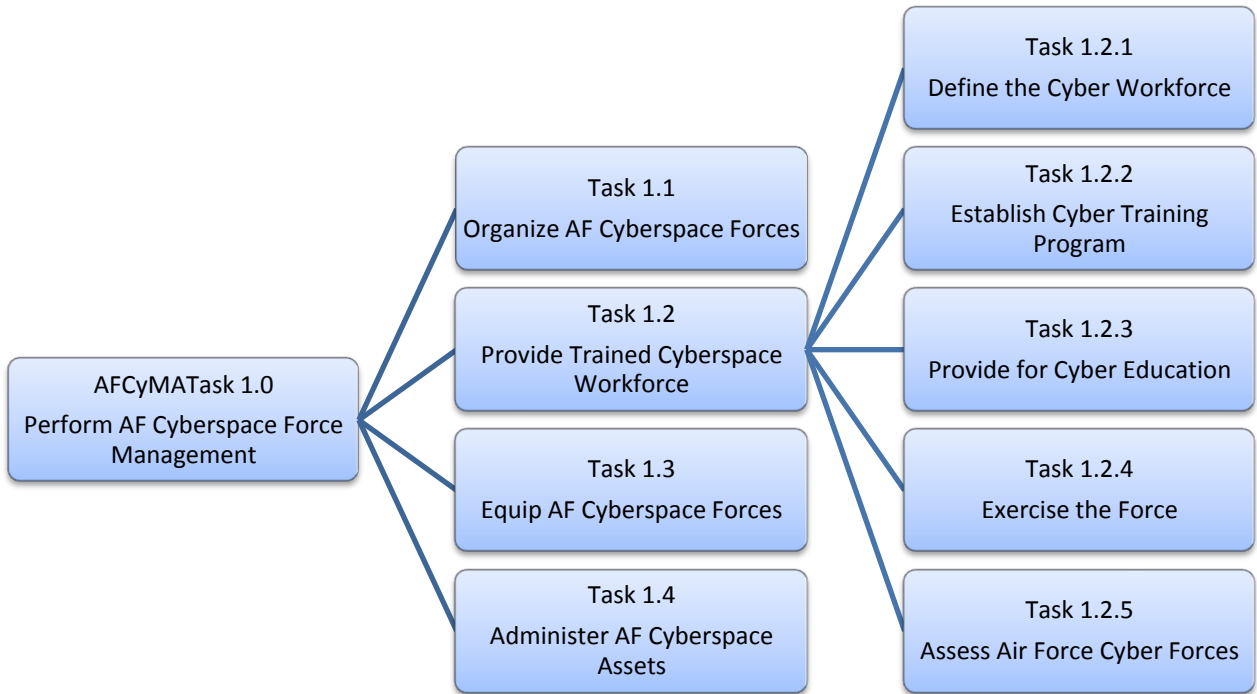 AFCyMATask 1.0
Perform AF Cyberspace Force
Management
Task 1.1
Organize AF Cyberspace Forces
Task 1.2
Provide Trained Cyberspace
Workforce
Task 1.3
Equip AF Cyberspace Forces
Task 1.4
Administer AF Cyberspace
Assets
Task 1.2.1
Define the Cyber Workforce
Task 1.2.2
Establish Cyber Training
Program
Task 1.2.3
Provide for Cyber Education
Task 1.2.4
Exercise the Force
Task 1.2.5
Assess Air Force Cyber Forces